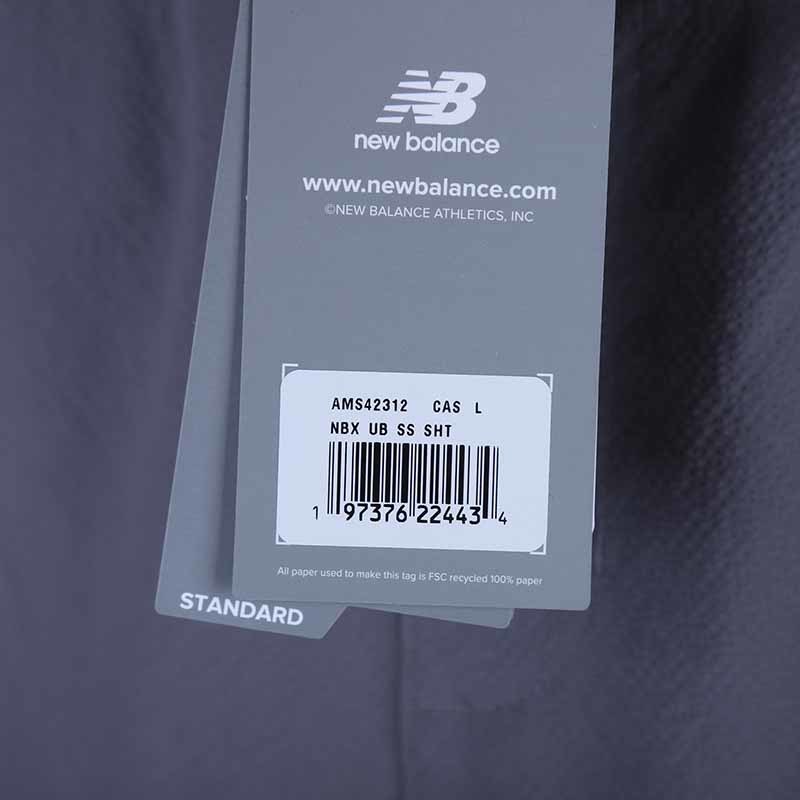 NB
new balance
www.newbalance.com
©NEW BALANCE ATHLETICS, INC
AMS42312 CAS L
NBX UB SS SHT
1 97376 22443 4
All paper used to make this tag is FSC recycled 100% paper
STANDARD